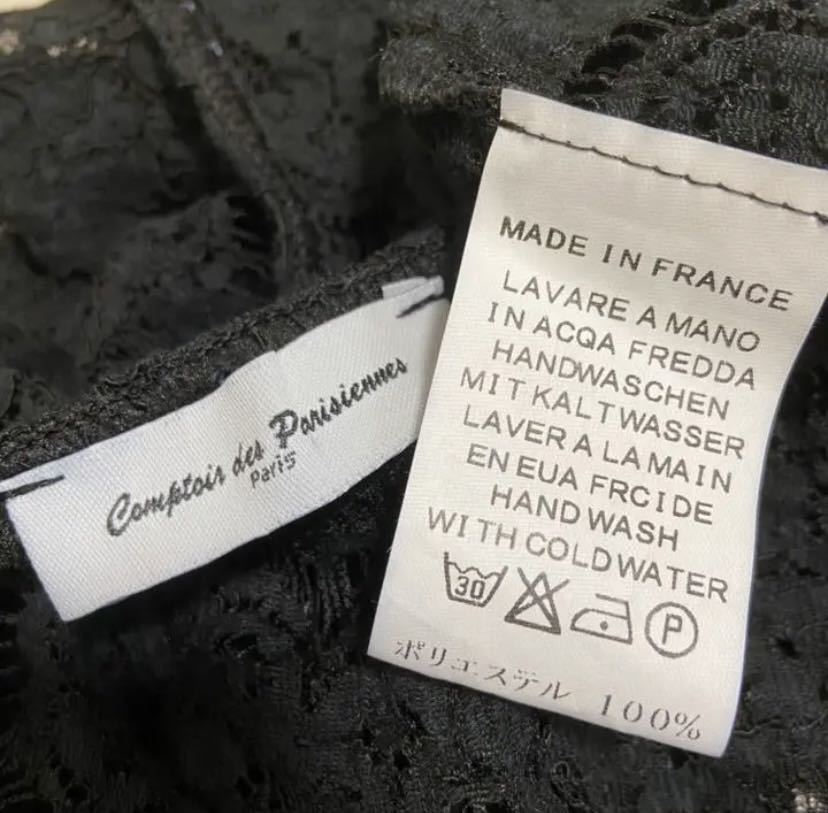 Comptoir des Parisiennes
Paris
MADE IN FRANCE
LAVARE A MANO
IN ACQA FREDDA
HANDWASCHEN
MIT KALTWASSER
LAVER A LA MAIN
EN EUA FRCIDE
HAND WASH
WITH COLDWATER
30
P
ポリエステル 100%